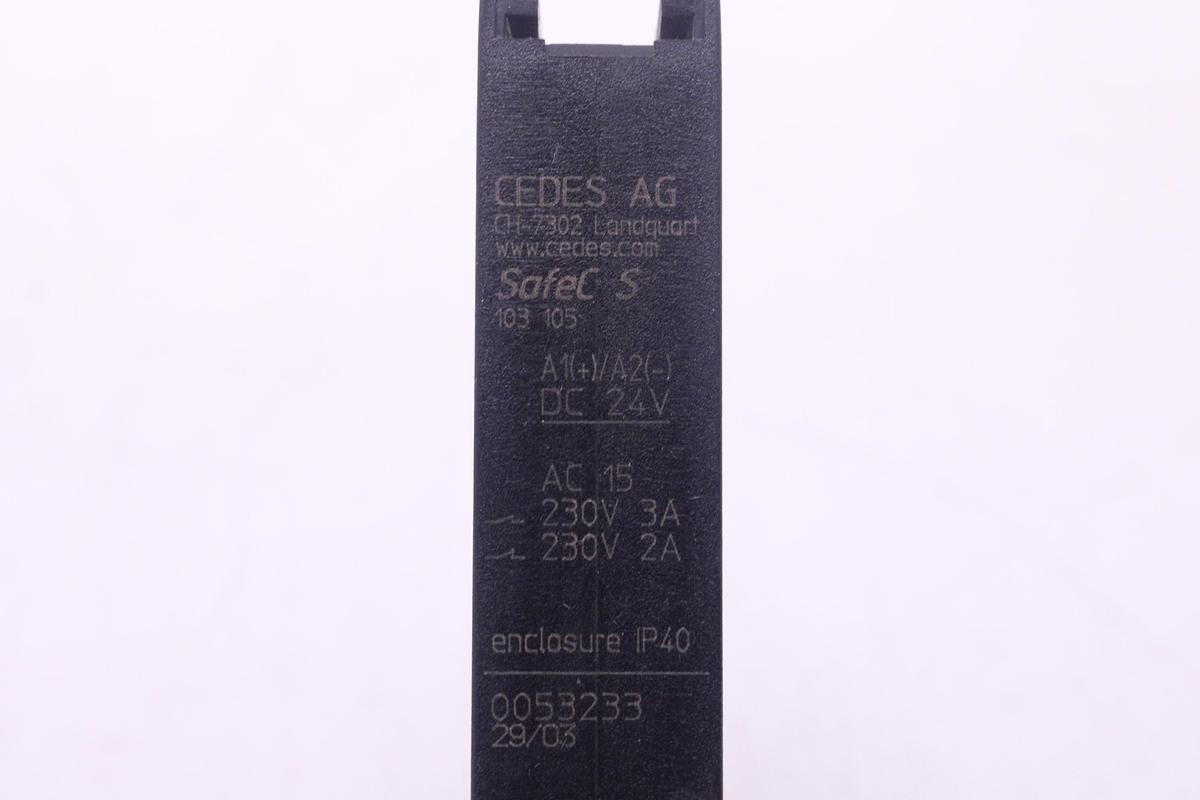 CEDES AG
CH-7302 Landquart
www.cedes.com
SafeC S
103 105
A1(+)/A2(-)
DC 24V
AC 15
230V 3A
230V 2A
enclosure IP40
0053233
29/03